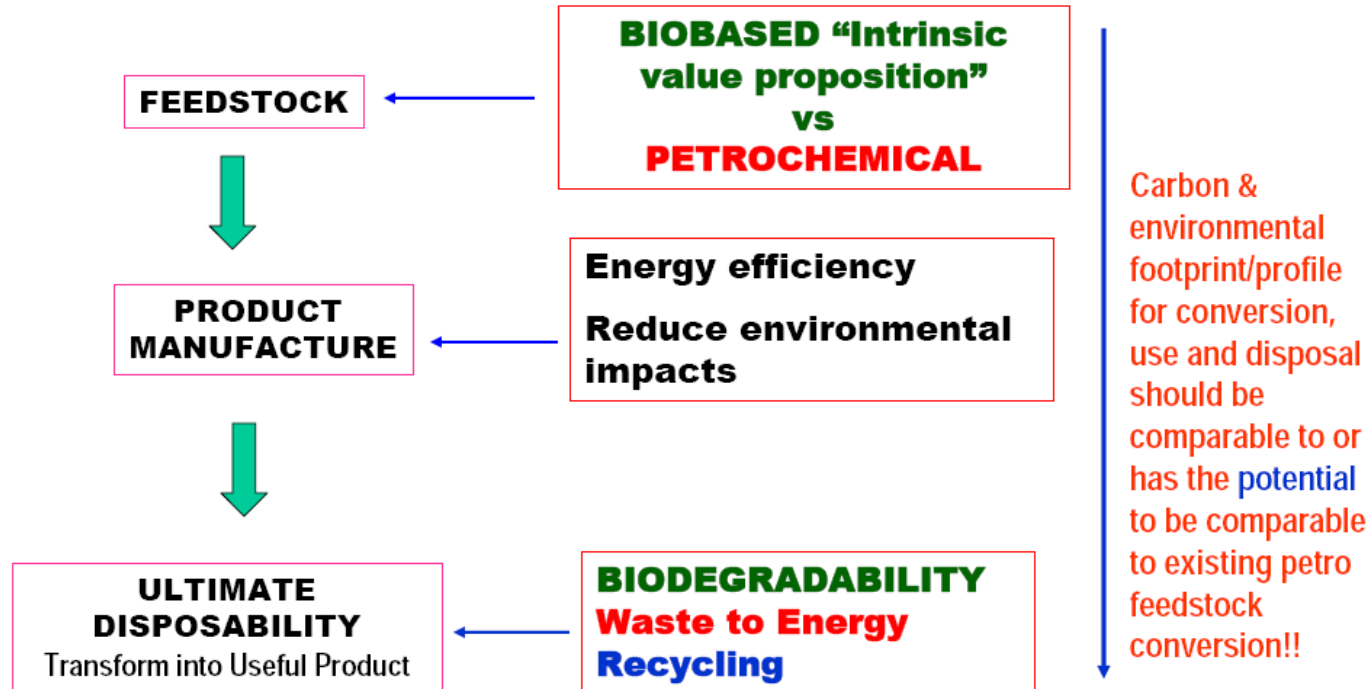 BIOBASED “Intrinsic
value proposition”
vs
PETROCHEMICAL
FEEDSTOCK
Energy efficiency
Reduce environmental
impacts
PRODUCT
MANUFACTURE
BIODEGRADABILITY
Waste to Energy
Recycling
ULTIMATE
DISPOSABILITY
Transform into Useful Product
Carbon &
environmental
footprint/profile
for conversion,
use and disposal
should be
comparable to or
has the potential
to be comparable
to existing petro
feedstock
conversion!!